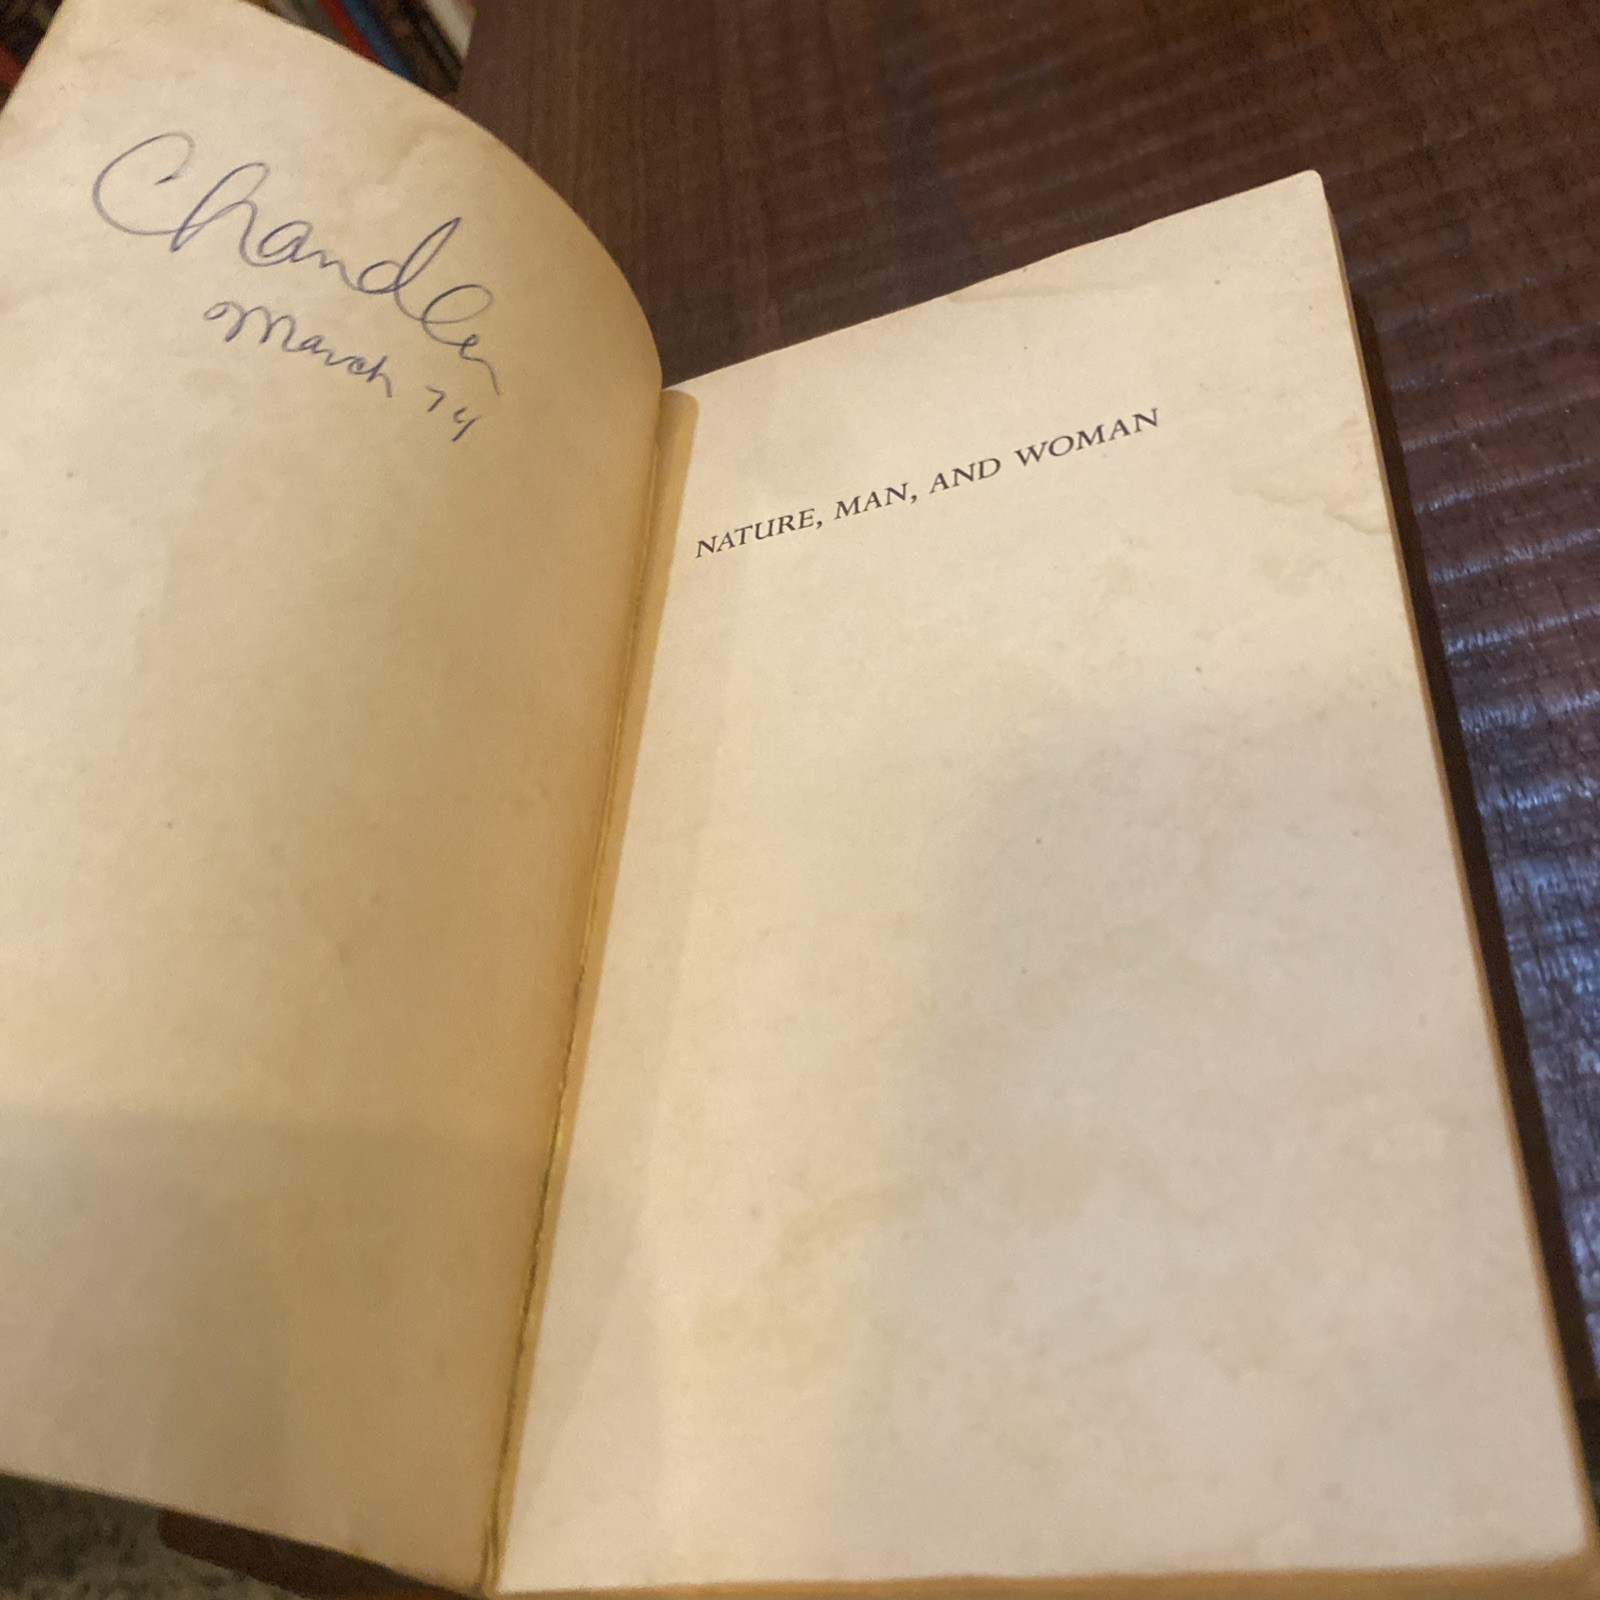 Chandler
March 74
NATURE, MAN, AND WOMAN